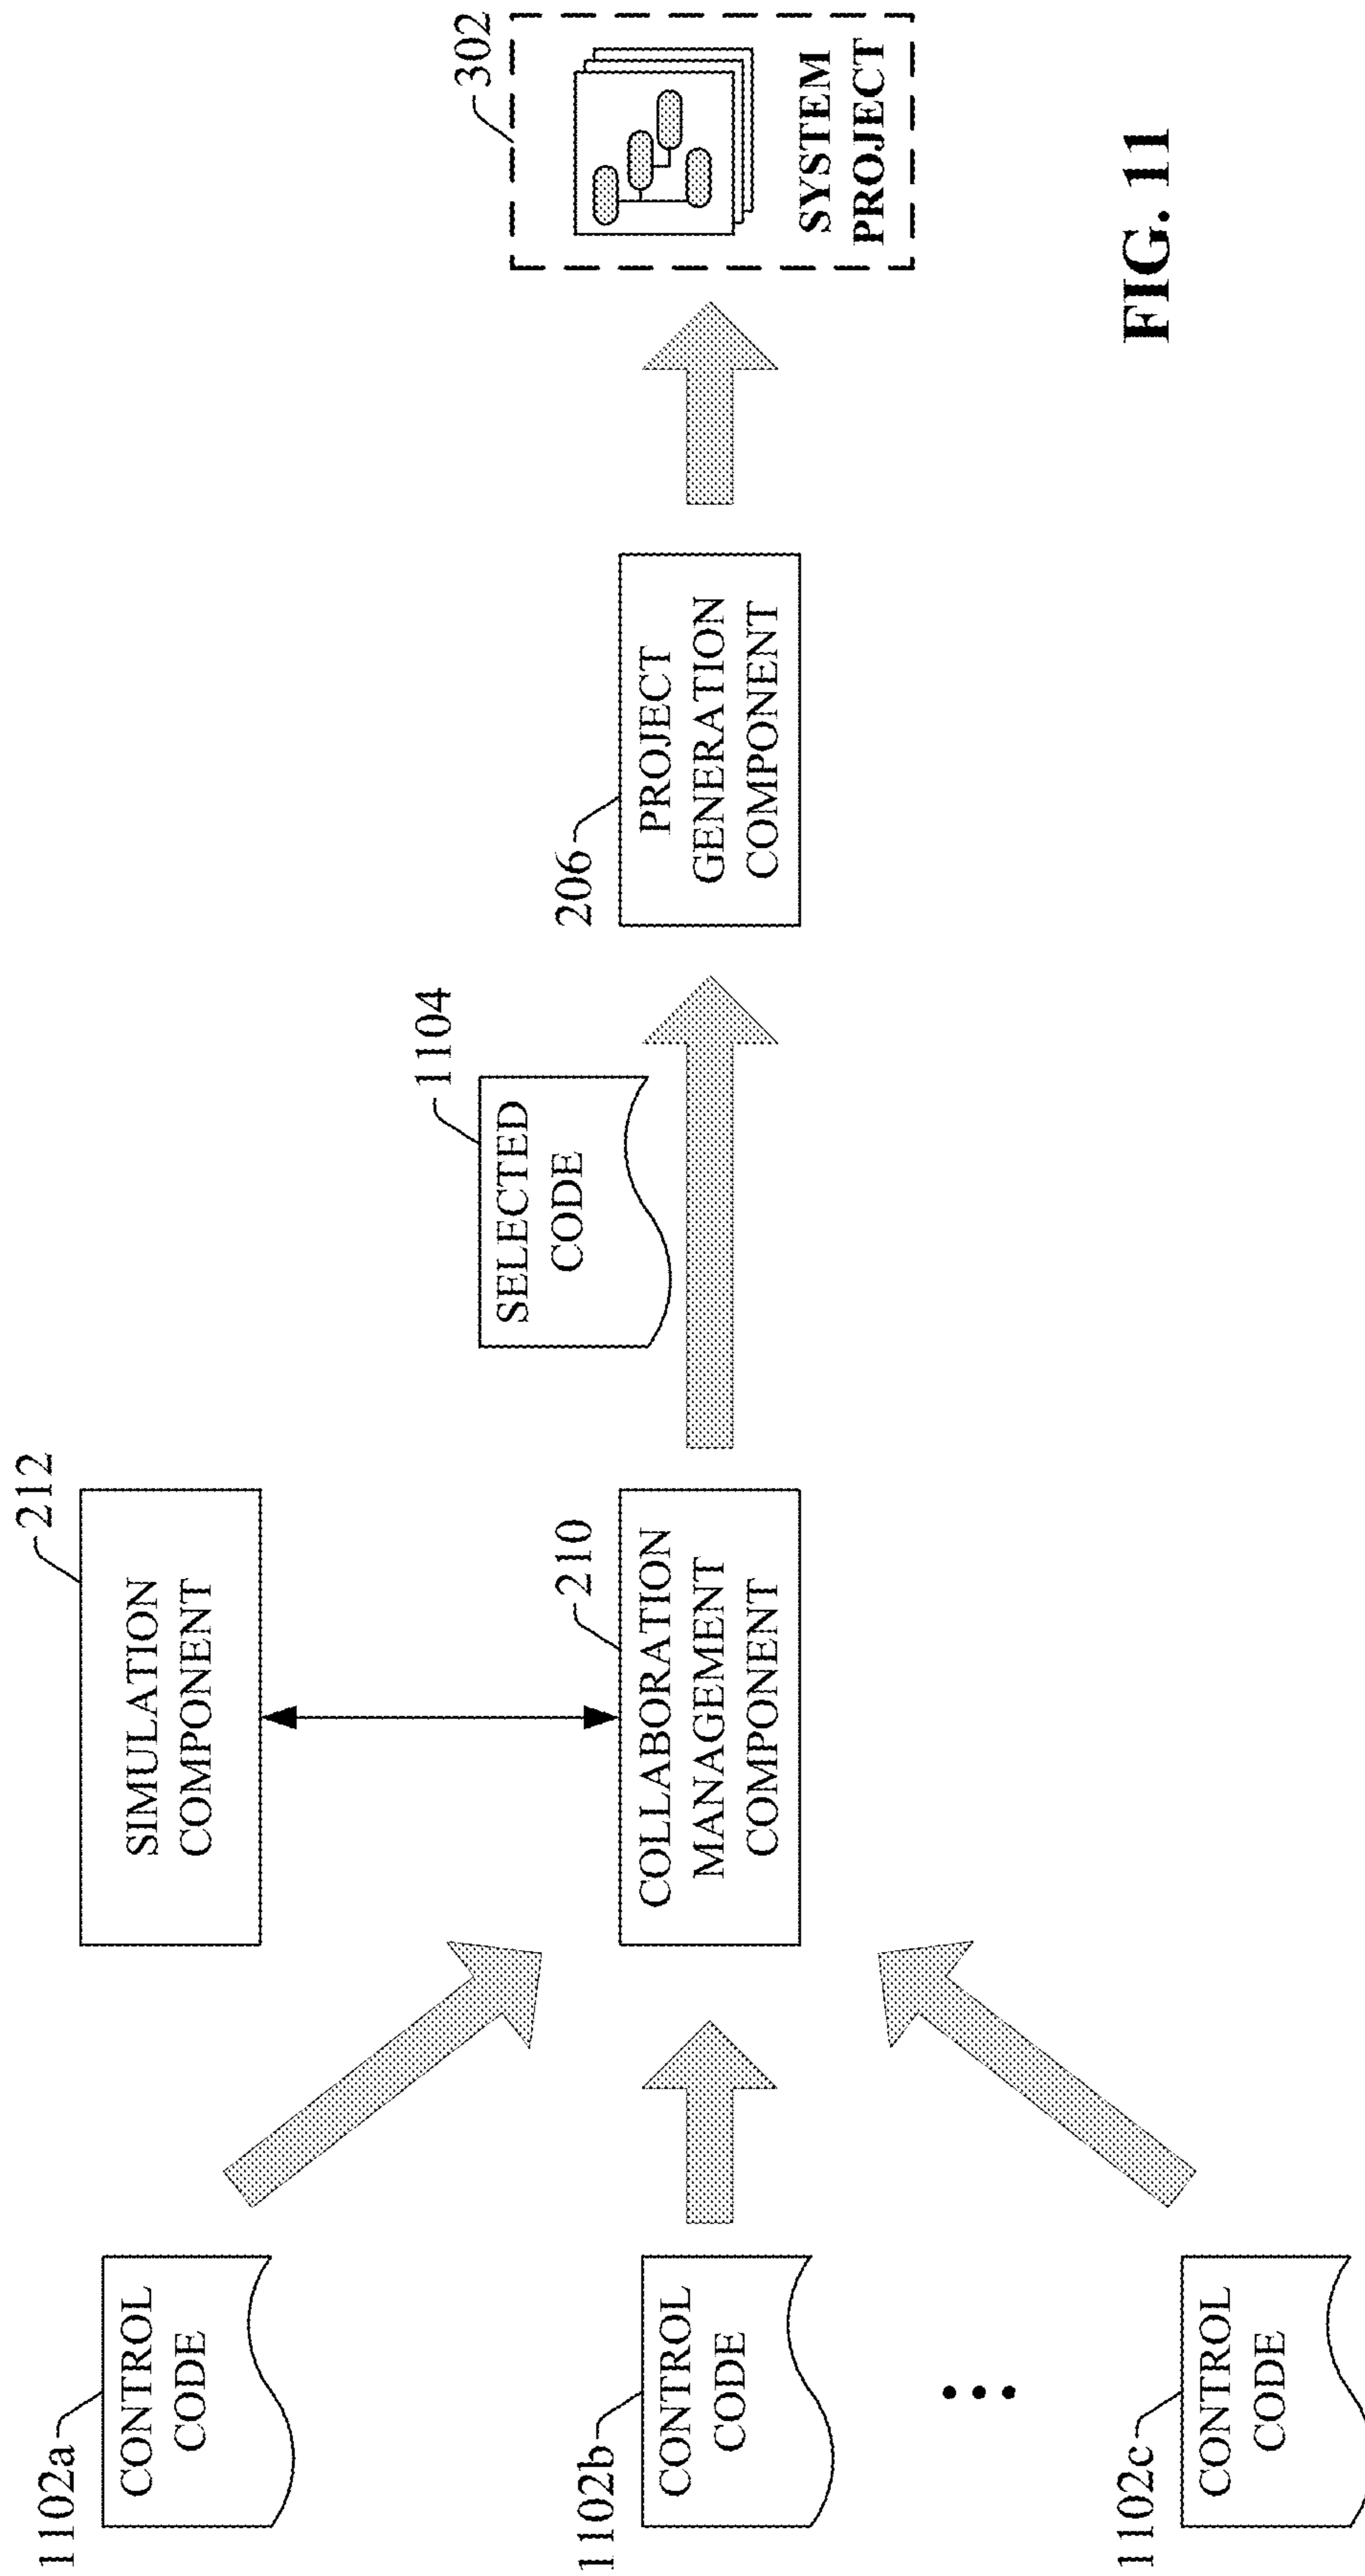 1102a
CONTROL
CODE
1102b
CONTROL
CODE
1102c
CONTROL
CODE
212
SIMULATION
COMPONENT
210
COLLABORATION
MANAGEMENT
COMPONENT
1104
SELECTED
CODE
206
PROJECT
GENERATION
COMPONENT
302
SYSTEM
PROJECT
FIG. 11